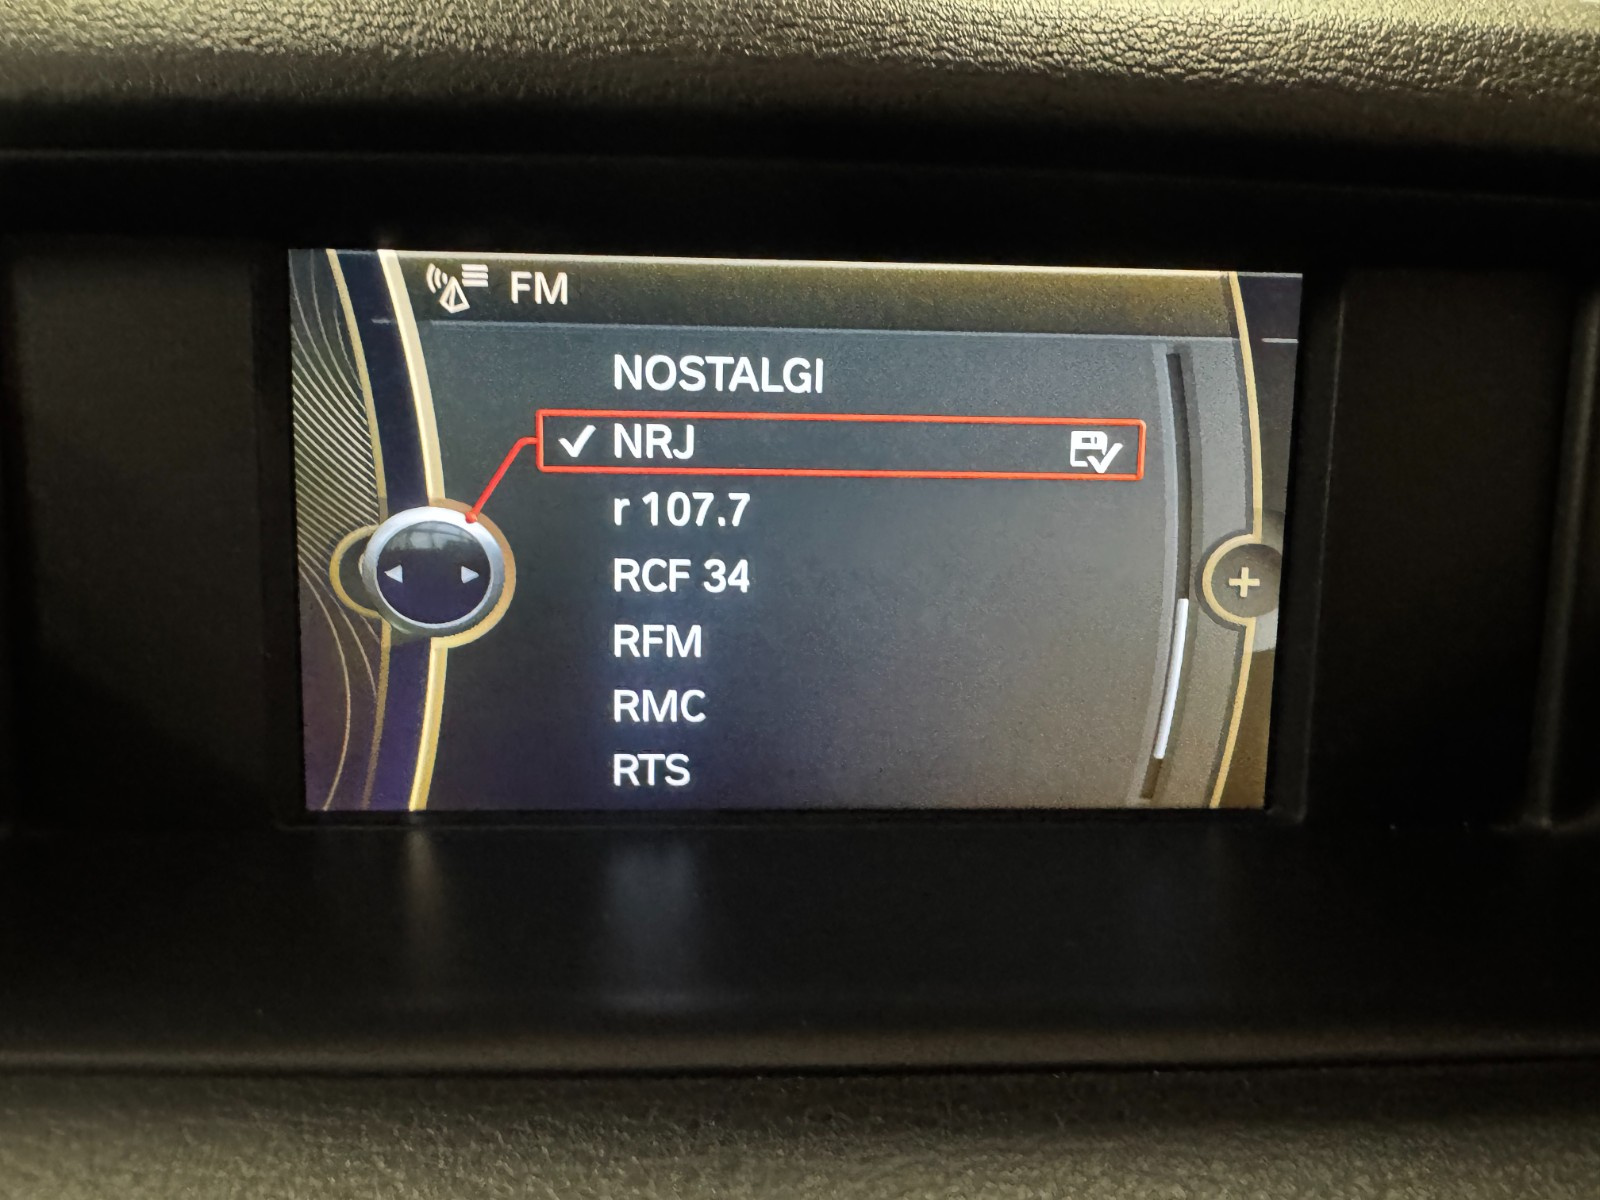 FM
NOSTALGI
NRJ
r 107.7
RCF 34
RFM
RMC
RTS